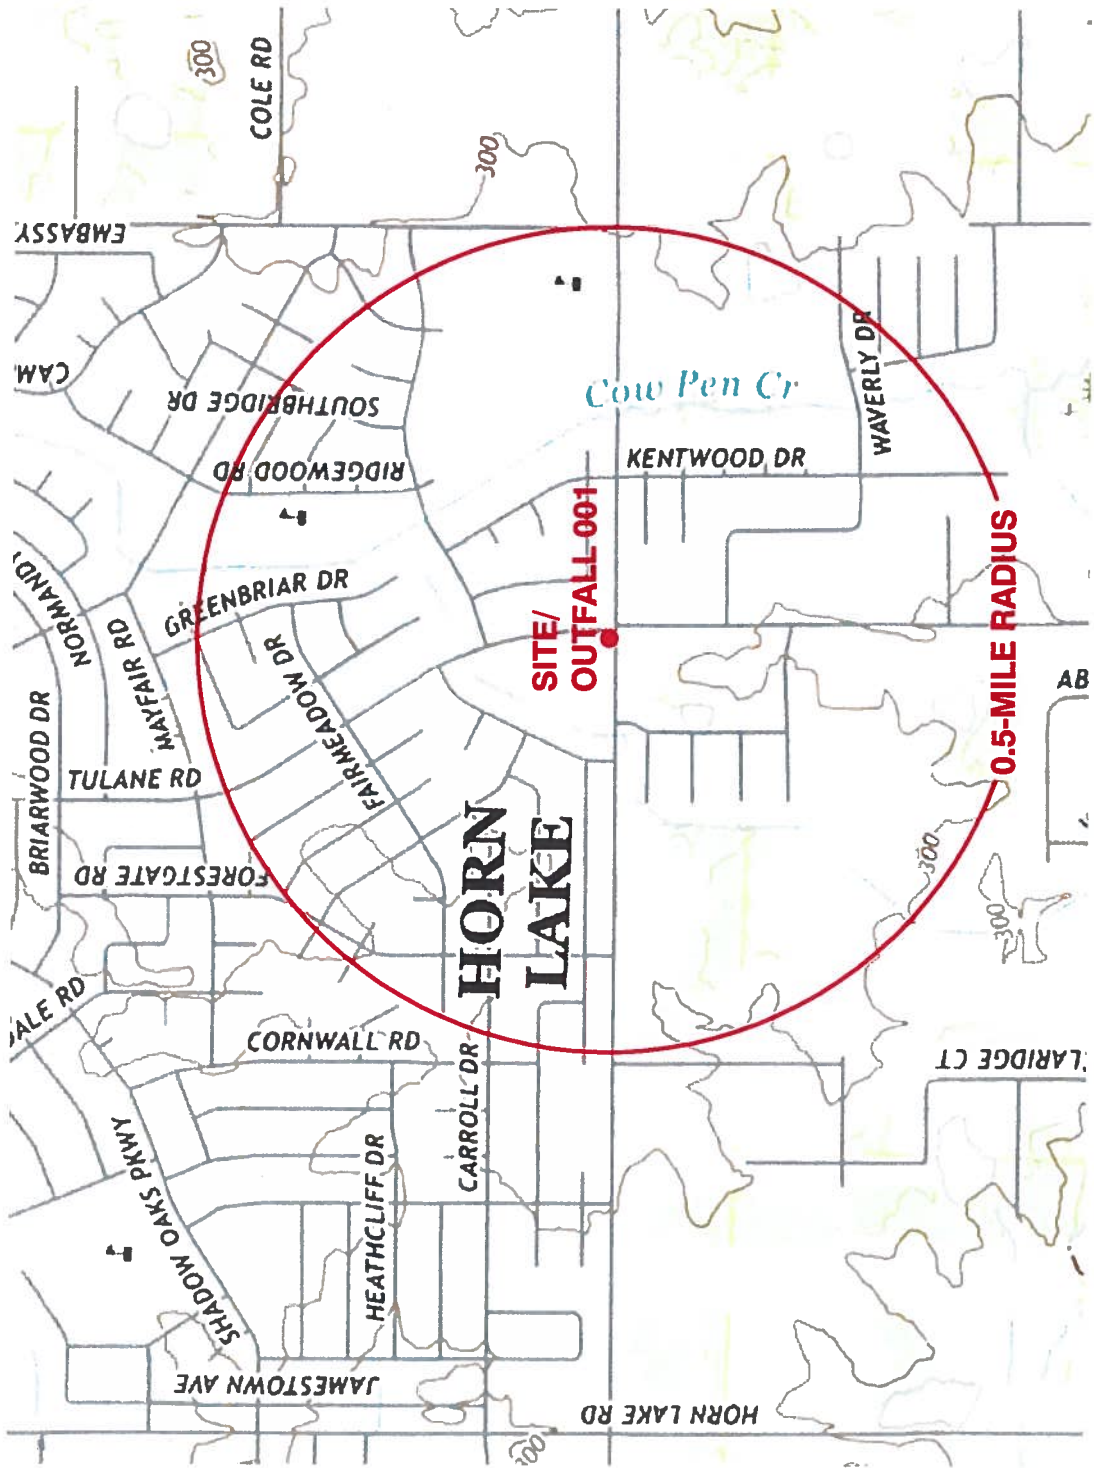 300
COLE RD
300
EMBASSY
CAM
SOUTHBRIDGE DR
RIDGEWOOD RD
Cow Pen Cr
WAVERLY DR
KENTWOOD DR
NORMANDY
MAYFAIR RD
GREENBRIAR DR
FAIRMEADOW DR
SITE/
OUTFALL 001
0.5-MILE RADIUS
BRIARWOOD DR
TULANE RD
FORESTGATE RD
HORN
LAKE
AB
300
300
DALE RD
CORNWALL RD
CARROLL DR
LARIDGE CT
SHADOW OAKS PKWY
HEATHCLIFF DR
JAMESTOWN AVE
HORN LAKE RD
300